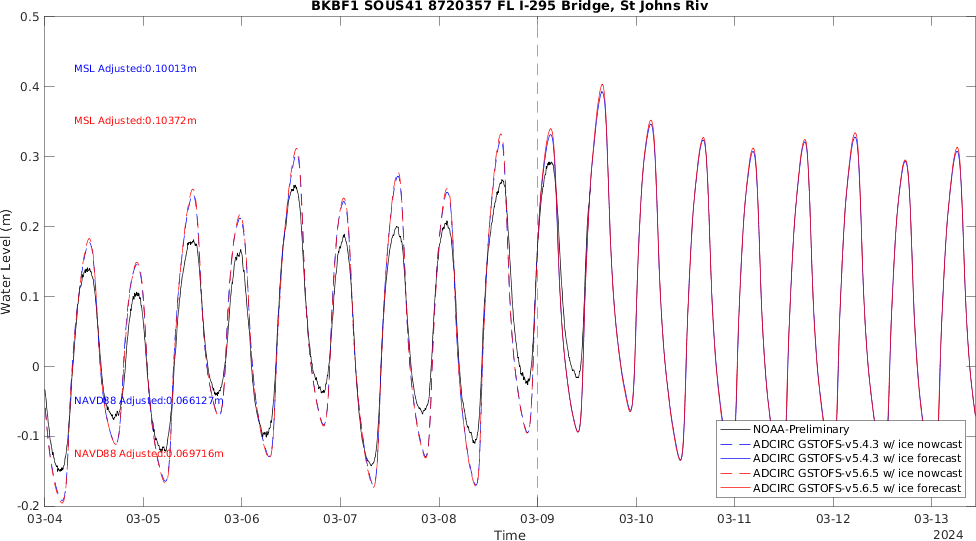 BKBF1 SOUS41 8720357 FL I-295 Bridge, St Johns Riv
0.5
0.4
0.3
0.2
0.1
0
-0.1
-0.2
Water Level (m)
MSL Adjusted:0.10013m
MSL Adjusted:0.10372m
NAVD88 Adjusted:0.066127m
NAVD88 Adjusted:0.069716m
NOAA-Preliminary
ADCIRC GSTOFS-v5.4.3 w/ ice nowcast
ADCIRC GSTOFS-v5.4.3 w/ ice forecast
ADCIRC GSTOFS-v5.6.5 w/ ice nowcast
ADCIRC GSTOFS-v5.6.5 w/ ice forecast
03-04 03-05 03-06 03-07 03-08 03-09 03-10 03-11 03-12 03-13
Time
2024